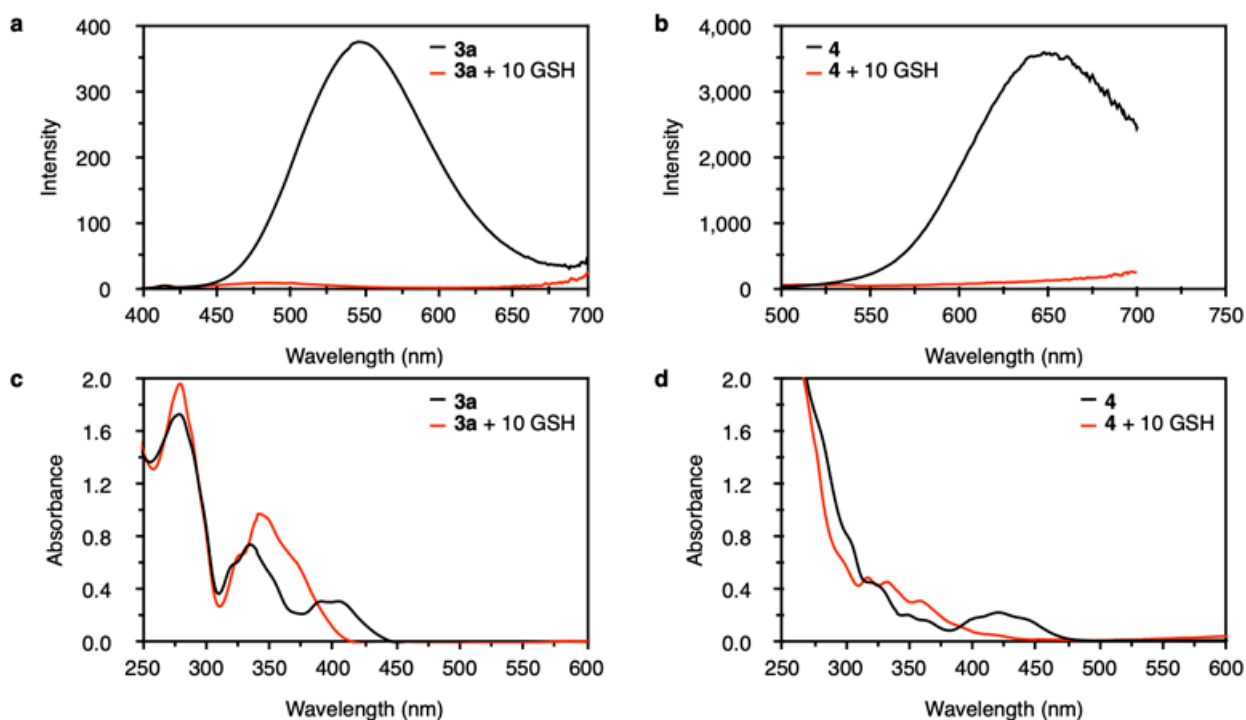 a
400
300
200
100
0
Intensity
3a
3a + 10 GSH
400 450 500 550 600 650 700
Wavelength (nm)
b
4,000
3,000
2,000
1,000
0
Intensity
4
4 + 10 GSH
500 550 600 650 700 750
Wavelength (nm)
c
2.0
1.6
1.2
0.8
0.4
0.0
Absorbance
3a
3a + 10 GSH
250 300 350 400 450 500 550 600
Wavelength (nm)
d
2.0
1.6
1.2
0.8
0.4
0.0
Absorbance
4
4 + 10 GSH
250 300 350 400 450 500 550 600
Wavelength (nm)